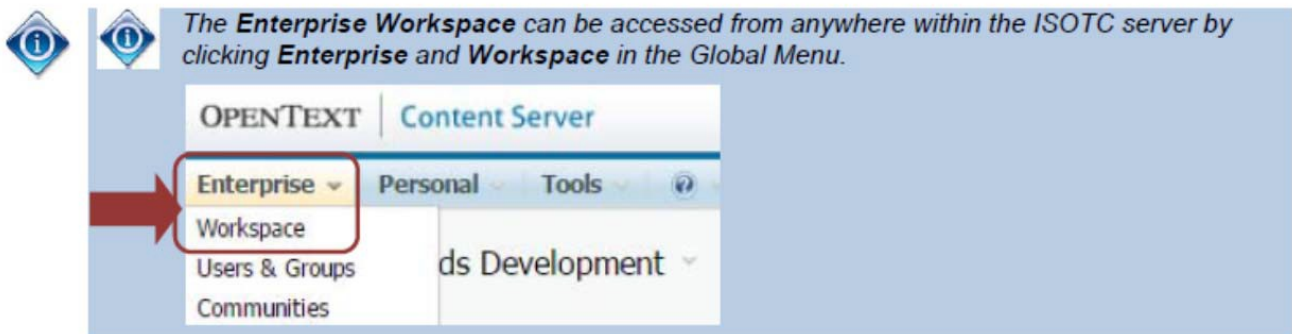 The Enterprise Workspace can be accessed from anywhere within the ISOTC server by
clicking Enterprise and Workspace in the Global Menu.
OPENTEXT | Content Server
Enterprise Personal Tools ?
Workspace
Users & Groups
ds Development
Communities